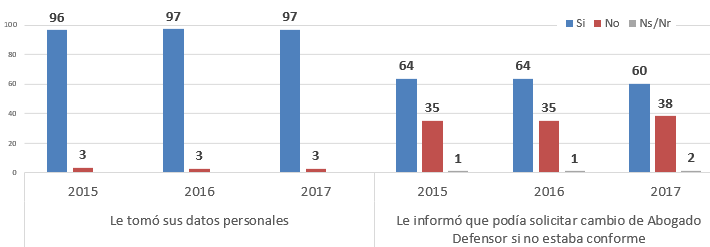 96 97 97
Si No Ns/Nr
100
80
60
40
20
0
3 3 3
64 64 60
35 35 38
1 1 2
2015 2016 2017 2015 2016 2017
Le tomó sus datos personales
Le informó que podía solicitar cambio de Abogado
Defensor si no estaba conforme